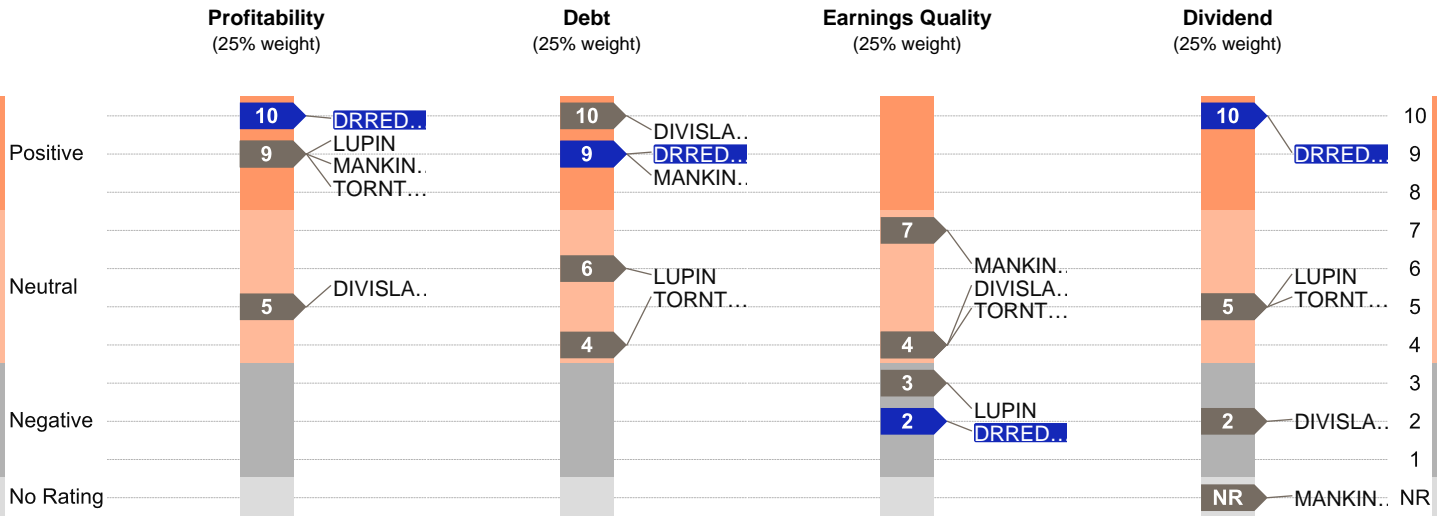 Profitability
(25% weight)
Debt
(25% weight)
Earnings Quality
(25% weight)
Dividend
(25% weight)
Positive
Neutral
Negative
No Rating
10
DRRED...
9
LUPIN
MANKIN..
TORNT...
5
DIVISLA..
10
DIVISLA..
9
DRRED...
MANKIN..
6
LUPIN
TORNT...
4
7
MANKIN..
DIVISLA..
TORNT...
4
3
LUPIN
2
DRRED...
10
DRRED...
LUPIN
TORNT...
5
2
DIVISLA..
NR
MANKIN..
10
9
8
7
6
5
4
3
2
1
NR